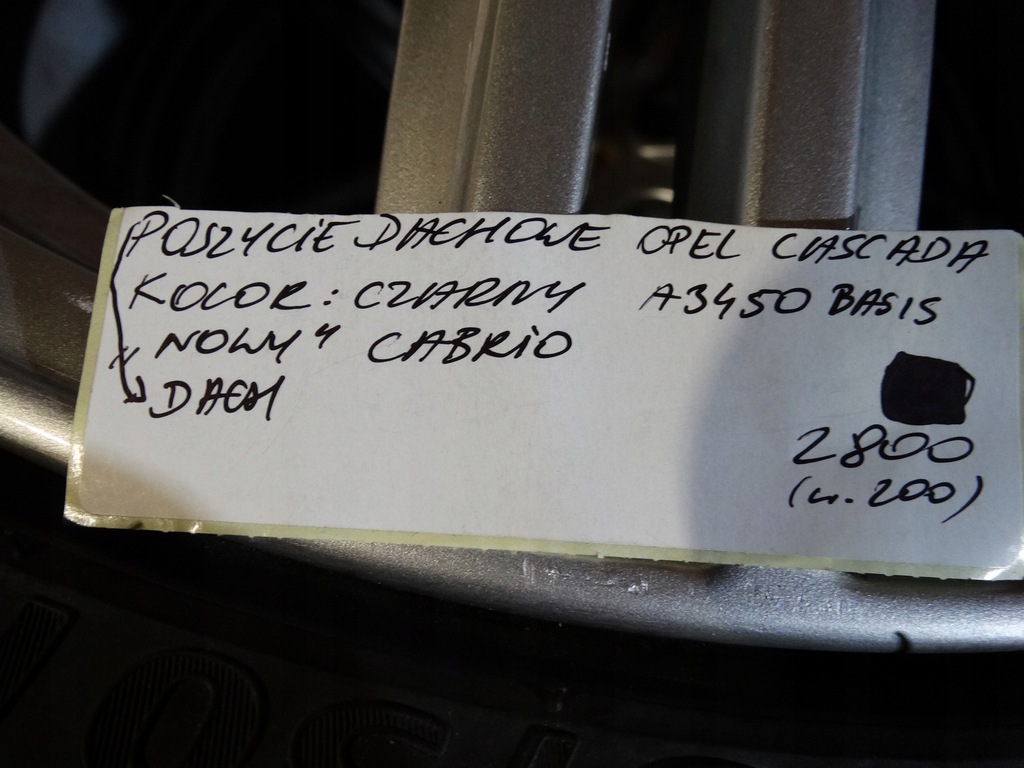 POSZYCIE DACHOWE OPEL CASCADA
KOLOR: CZARNY A3450 BASIS
"NOWY" CABRIO
DACH
2800
(w. 200)